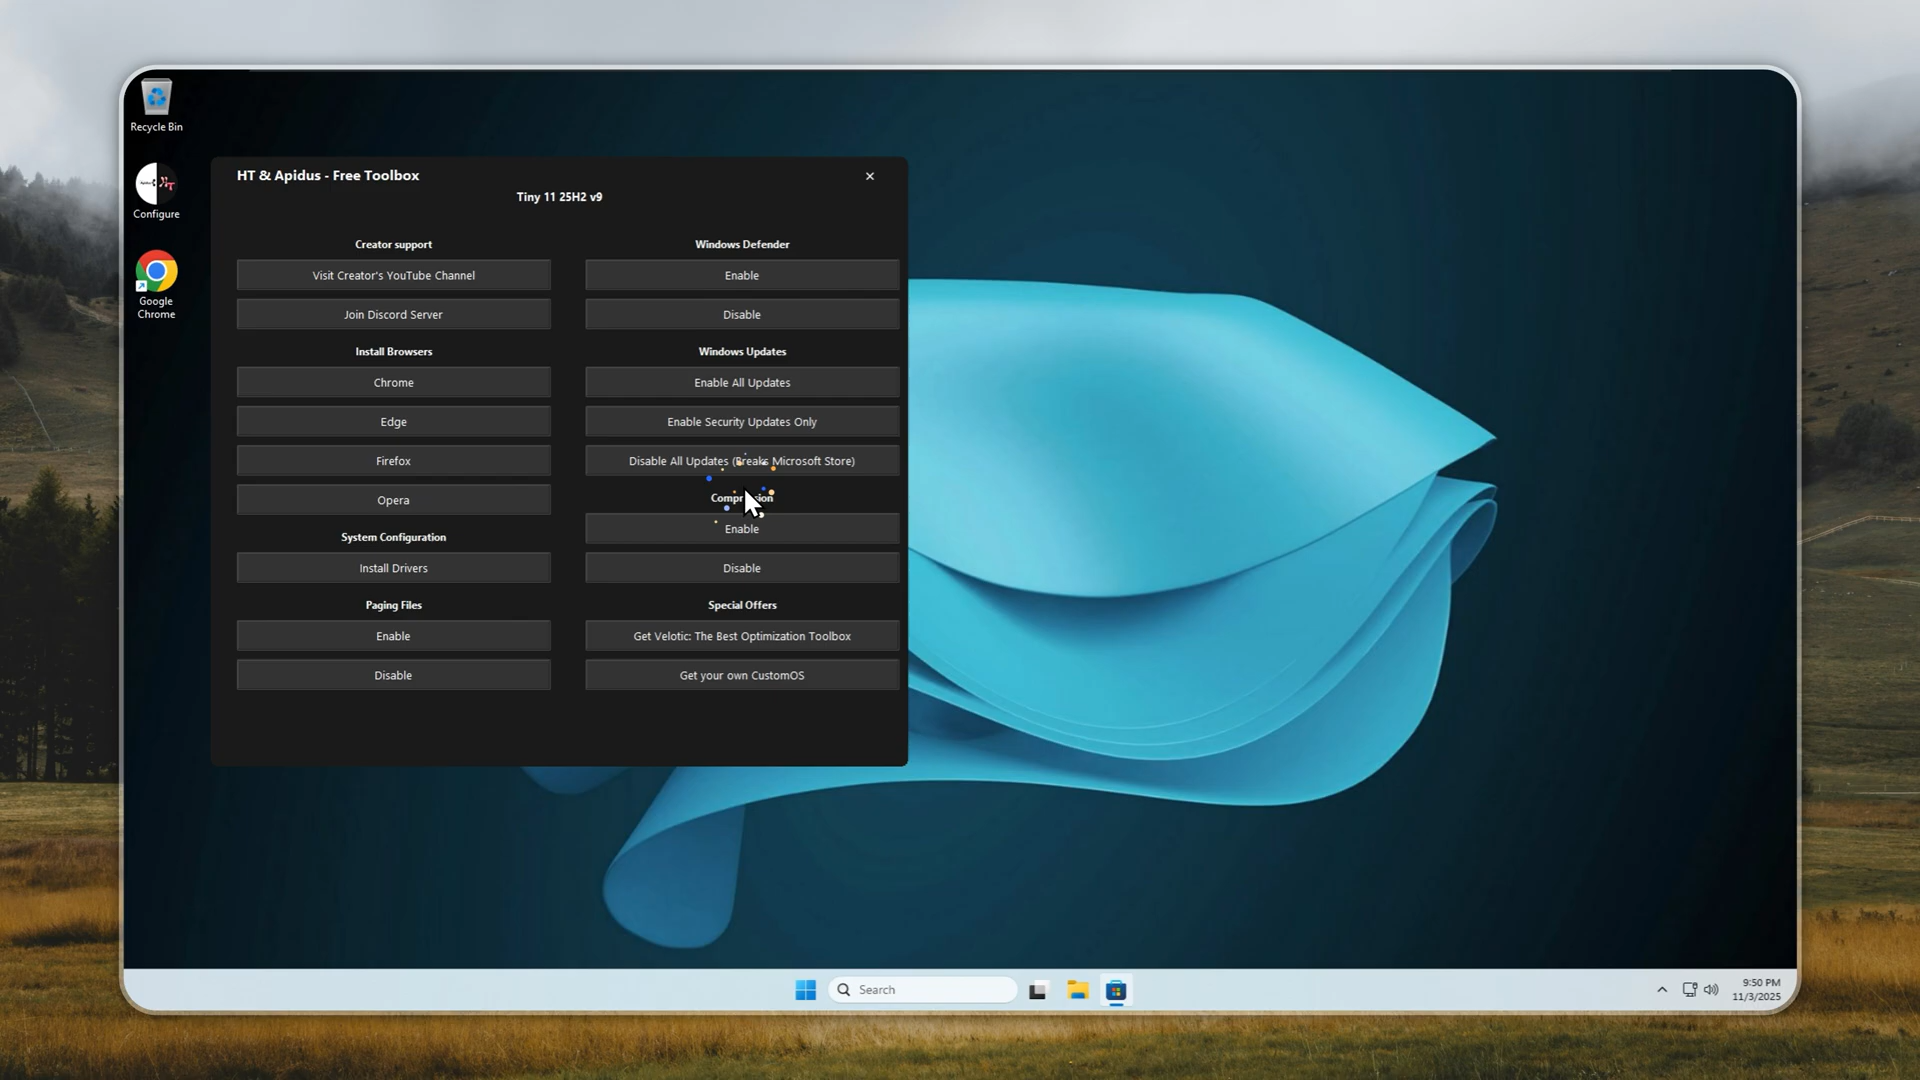 Recycle Bin
Configure
Google
Chrome
HT & Apidus - Free Toolbox
Tiny 11 25H2 v9
Creator support
Visit Creator's YouTube Channel
Join Discord Server
Install Browsers
Chrome
Edge
Firefox
Opera
System Configuration
Install Drivers
Paging Files
Enable
Disable
Windows Defender
Enable
Disable
Windows Updates
Enable All Updates
Enable Security Updates Only
Disable All Updates (Breaks Microsoft Store)
Compression
Enable
Disable
Special Offers
Get Velotic: The Best Optimization Toolbox
Get your own CustomOS
Search
9:50 PM
11/3/2025